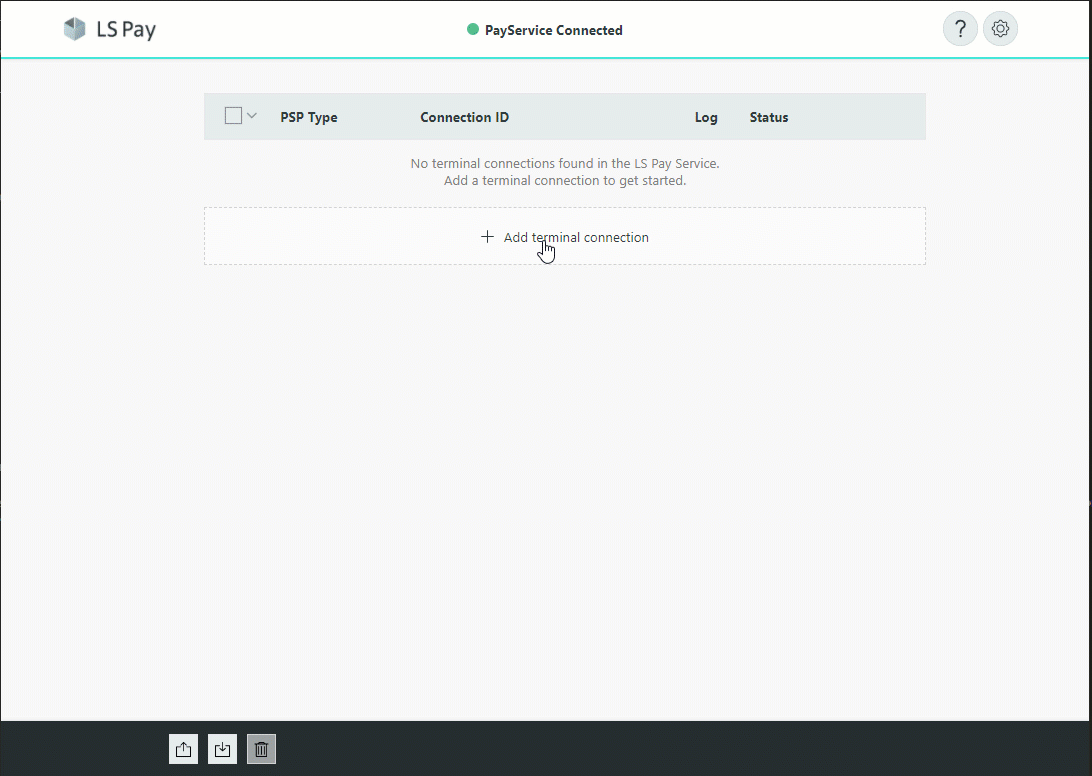 LS Pay
PayService Connected
?
PSP Type
Connection ID
Log
Status
No terminal connections found in the LS Pay Service.
Add a terminal connection to get started.
+ Add terminal connection